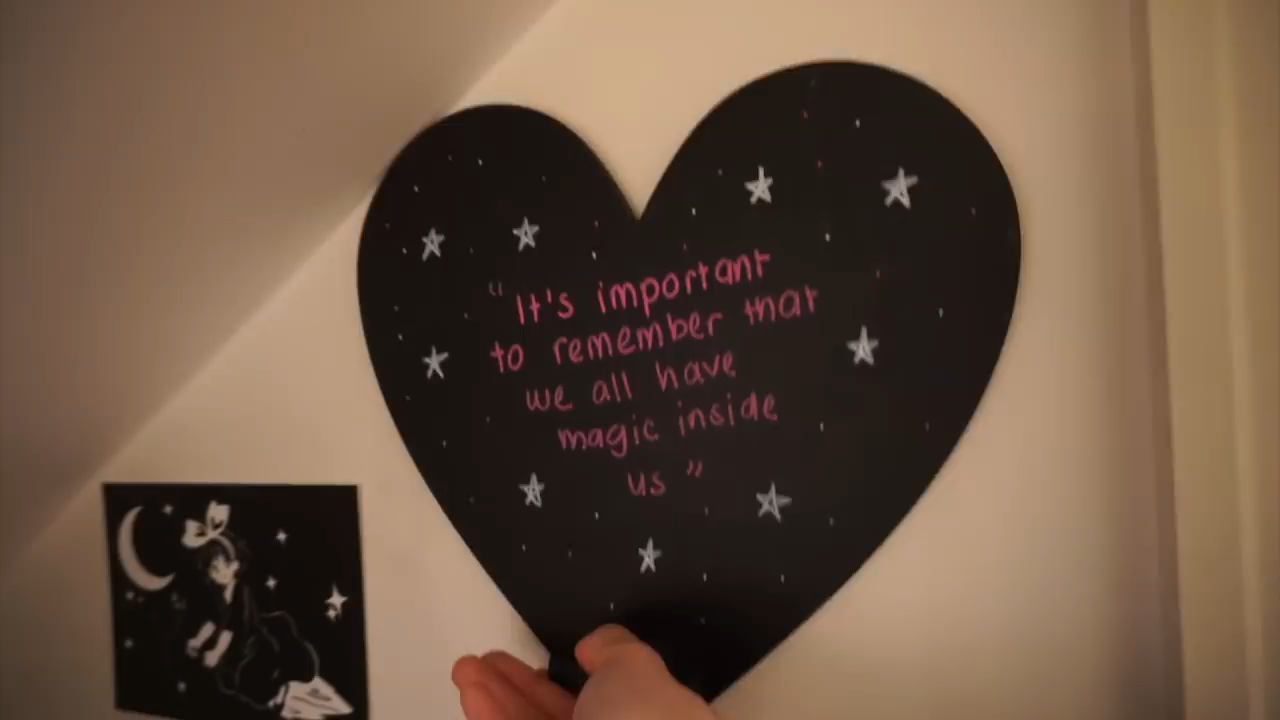 “It's important
to remember that
we all have
magic inside
us”